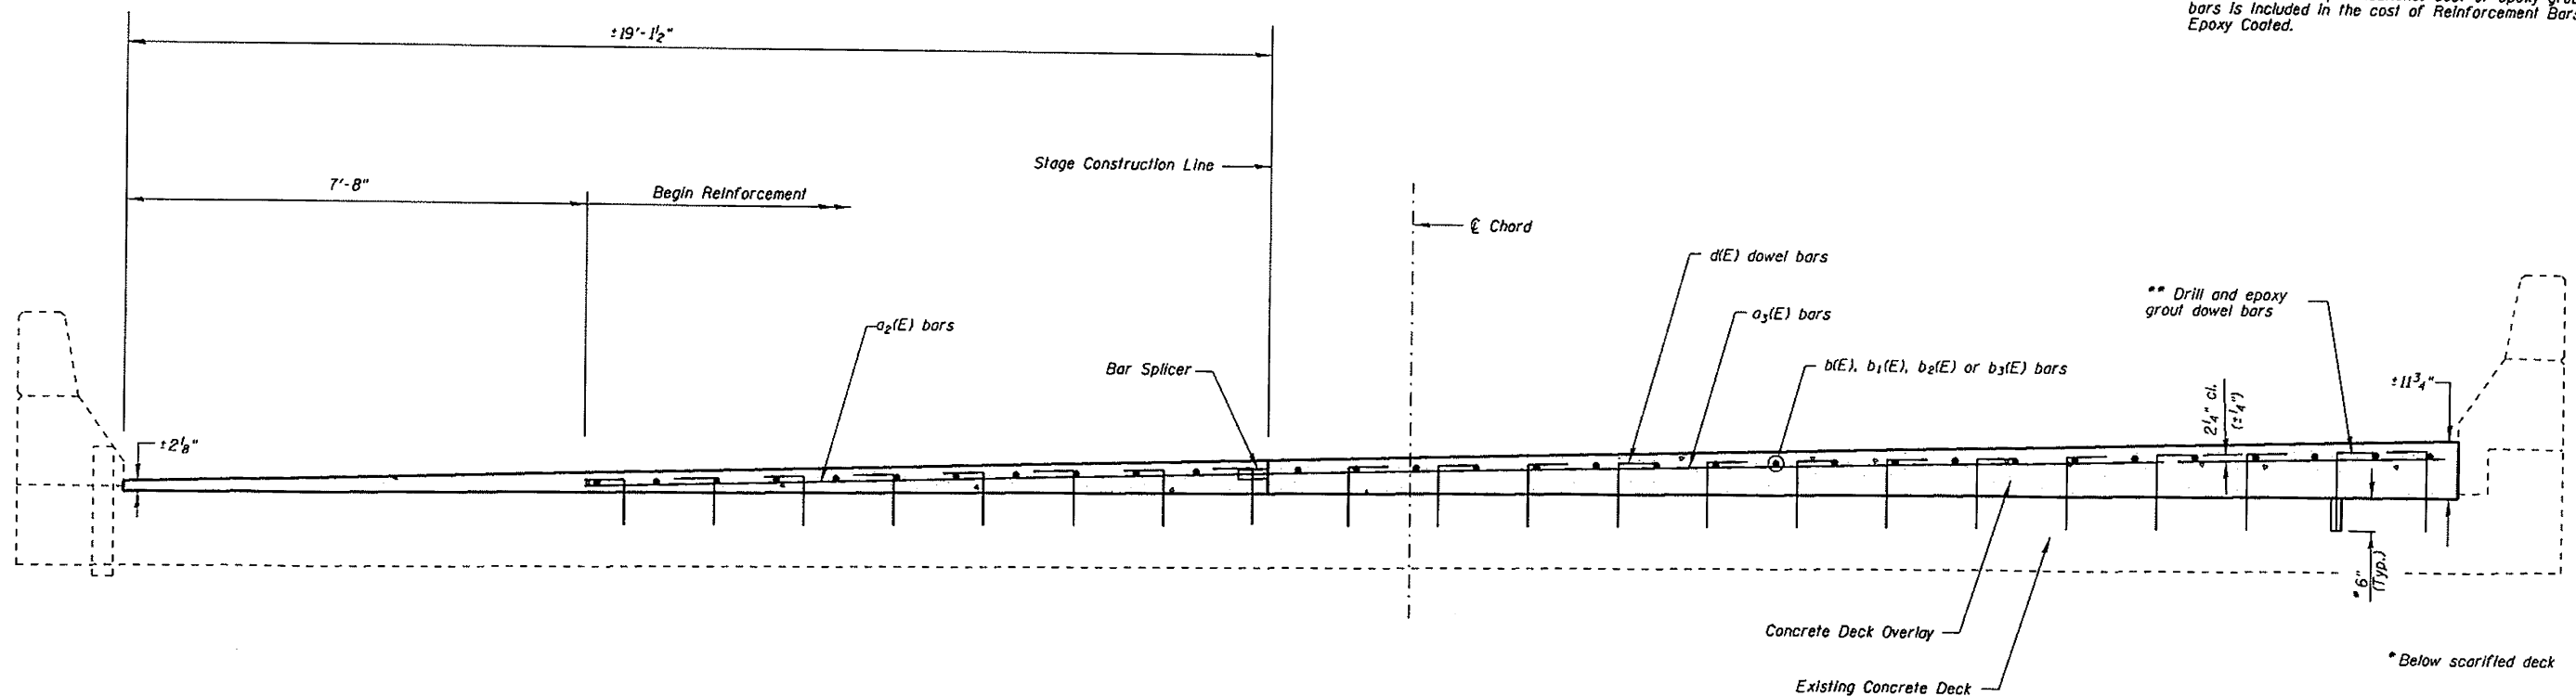 bars is included in the cost of Reinforcement Bars
Epoxy Coated.
±19'-1½"
Stage Construction Line
7'-8"
Begin Reinforcement
℄ Chord
d(E) dowel bars
** Drill and epoxy
grout dowel bars
a₂(E) bars
a₃(E) bars
Bar Splicer
b(E), b₁(E), b₂(E) or b₃(E) bars
2¼" cl.
(±¼")
±11¾"
±2⅛"
*6"
(Typ.)
Concrete Deck Overlay
*Below scarified deck
Existing Concrete Deck